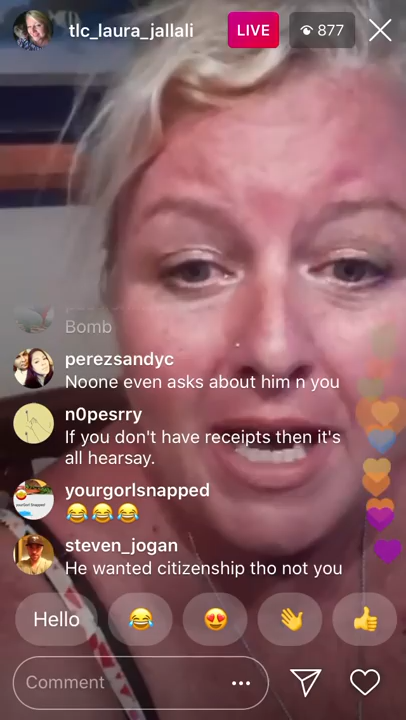 tlc_laura_jallali LIVE 877
Bomb
perezsandyc
Noone even asks about him n you
n0pesrry
If you don't have receipts then it's
all hearsay.
yourgorlsnapped
😂😂😂
steven_jogan
He wanted citizenship tho not you
Hello 😂 😍 👋 👍
Comment